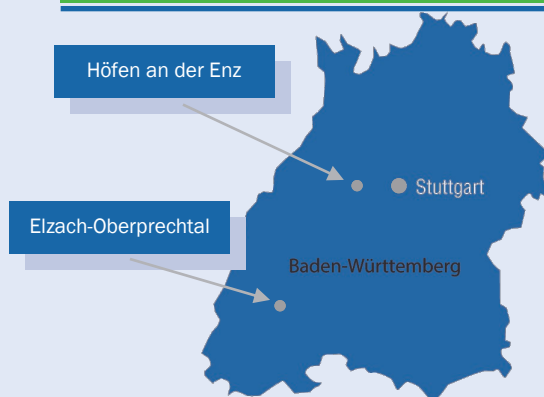 Höfen an der Enz
Stuttgart
Elzach-Oberprechtal
Baden-Württemberg